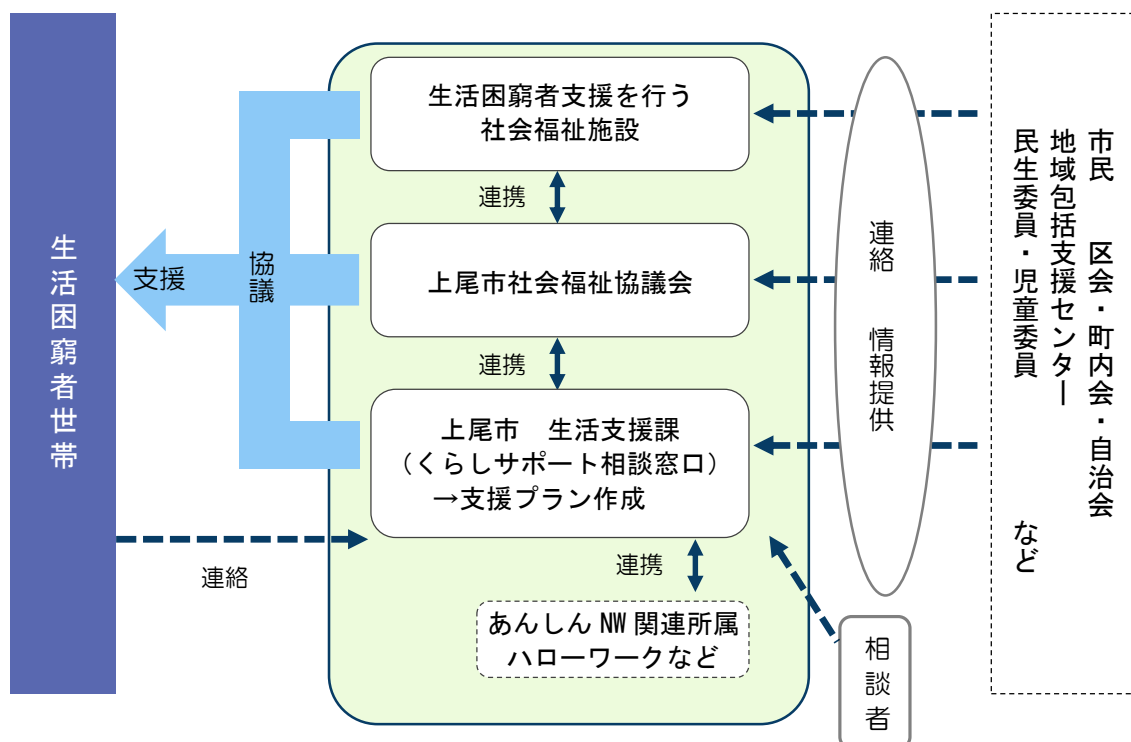 生活困窮者世帯
支援
協議
連絡
生活困窮者支援を行う
社会福祉施設
連携
上尾市社会福祉協議会
連携
上尾市　生活支援課
（くらしサポート相談窓口）
→支援プラン作成
連携
あんしん NW 関連所属
ハローワークなど
連絡　情報提供
相談者
市民　区会・町内会・自治会
地域包括支援センター
民生委員・児童委員　など